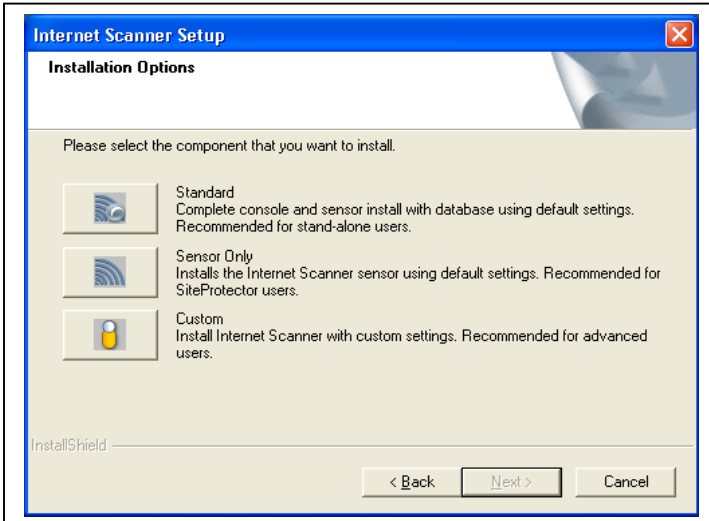 Internet Scanner Setup
Installation Options
Please select the component that you want to install.
Standard
Complete console and sensor install with database using default settings.
Recommended for stand-alone users.
Sensor Only
Installs the Internet Scanner sensor using default settings. Recommended for
SiteProtector users.
Custom
Install Internet Scanner with custom settings. Recommended for advanced
users.
InstallShield
< Back
Next >
Cancel